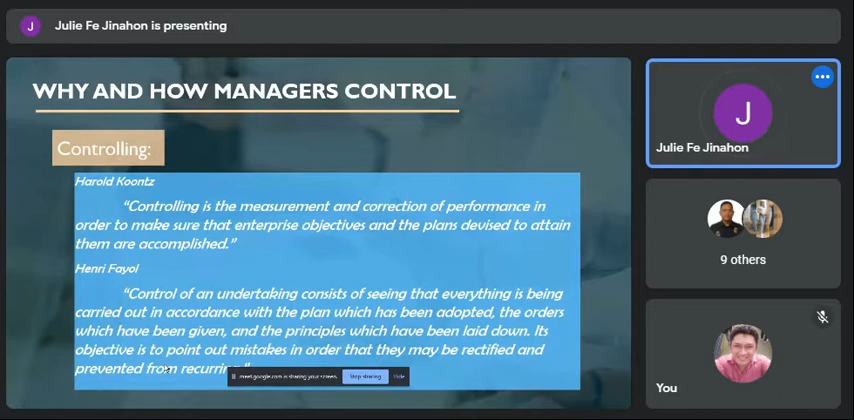 J
Julie Fe Jinahon is presenting
WHY AND HOW MANAGERS CONTROL
Controlling:
Harold Koontz
"Controlling is the measurement and correction of performance in
order to make sure that enterprise objectives and the plans devised to attain
them are accomplished."
Henri Fayol
"Control of an undertaking consists of seeing that everything is being
carried out in accordance with the plan which has been adopted, the orders
which have been given, and the principles which have been laid down. Its
objective is to point out mistakes in order that they may be rectified and
prevented from recurring."
meet.google.com is sharing your screen.
Stop sharing
Hide
J
Julie Fe Jinahon
9 others
You